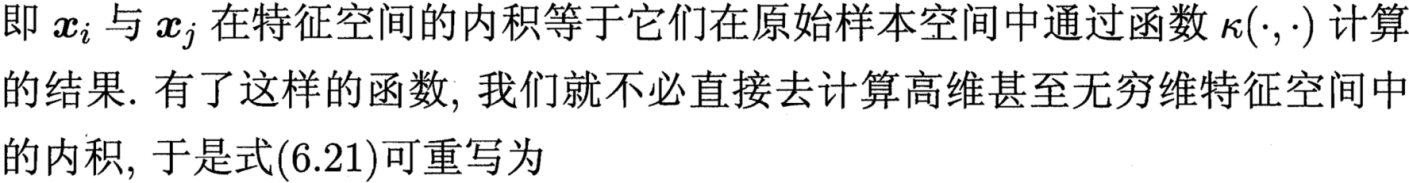 即 𝒙ᵢ 与 𝒙ⱼ 在特征空间的内积等于它们在原始样本空间中通过函数 κ(·,·) 计算
的结果. 有了这样的函数, 我们就不必直接去计算高维甚至无穷维特征空间中
的内积, 于是式(6.21)可重写为